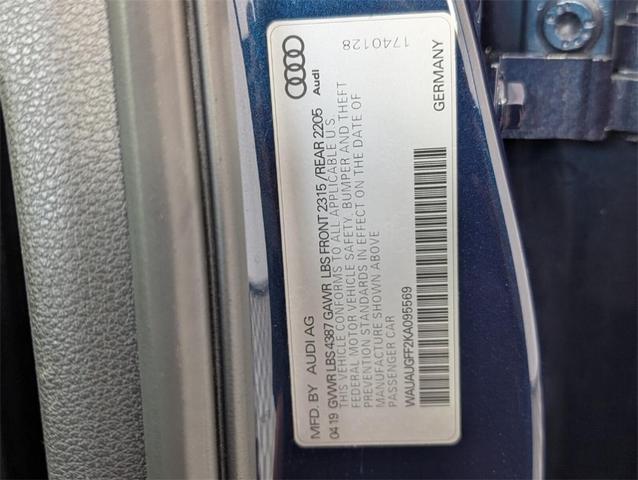 MFD. BY AUDI AG
04-19 GVWR LBS 4387 GAWR LBS FRONT 2315 / REAR 2205
THIS VEHICLE CONFORMS TO ALL APPLICABLE U.S.
FEDERAL MOTOR VEHICLE SAFETY, BUMPER AND THEFT
PREVENTION STANDARDS IN EFFECT ON THE DATE OF
MANUFACTURE SHOWN ABOVE
PASSENGER CAR
WAUAUGFF2KA095569
GERMANY
Audi
1740128